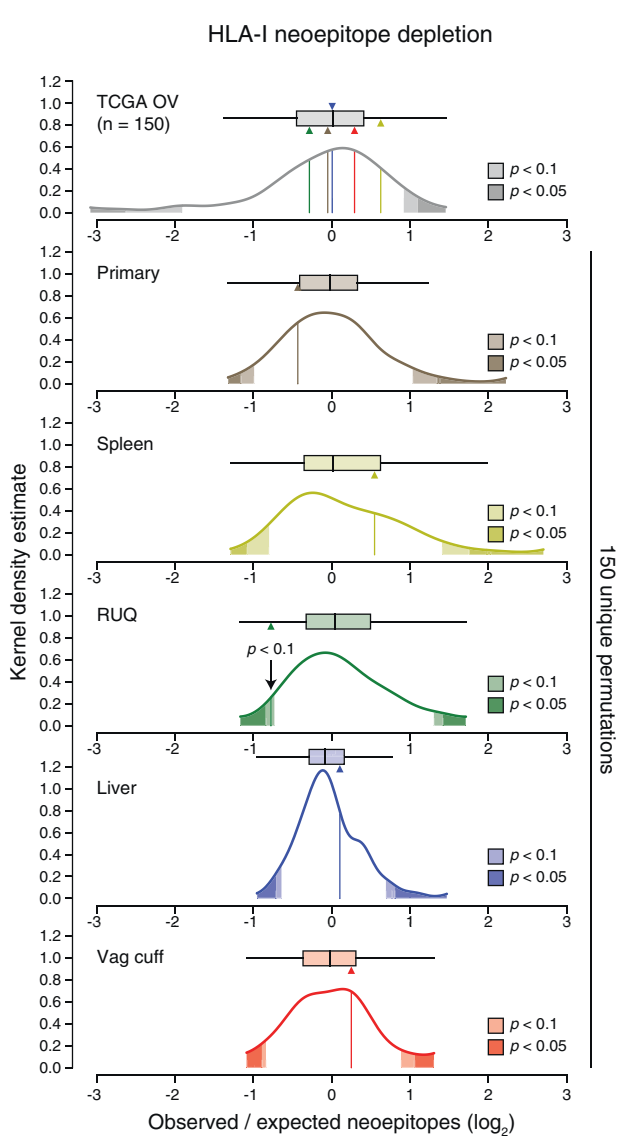 HLA-I neoepitope depletion
Kernel density estimate
1.2
1.0
0.8
0.6
0.4
0.2
0.0
TCGA OV
(n = 150)
p < 0.1
p < 0.05
-3 -2 -1 0 1 2 3
1.2
1.0
0.8
0.6
0.4
0.2
0.0
Primary
p < 0.1
p < 0.05
-3 -2 -1 0 1 2 3
1.2
1.0
0.8
0.6
0.4
0.2
0.0
Spleen
p < 0.1
p < 0.05
-3 -2 -1 0 1 2 3
1.2
1.0
0.8
0.6
0.4
0.2
0.0
RUQ
p < 0.1
p < 0.1
p < 0.05
-3 -2 -1 0 1 2 3
1.2
1.0
0.8
0.6
0.4
0.2
0.0
Liver
p < 0.1
p < 0.05
-3 -2 -1 0 1 2 3
1.2
1.0
0.8
0.6
0.4
0.2
0.0
Vag cuff
p < 0.1
p < 0.05
-3 -2 -1 0 1 2 3
Observed / expected neoepitopes (log2)
150 unique permutations